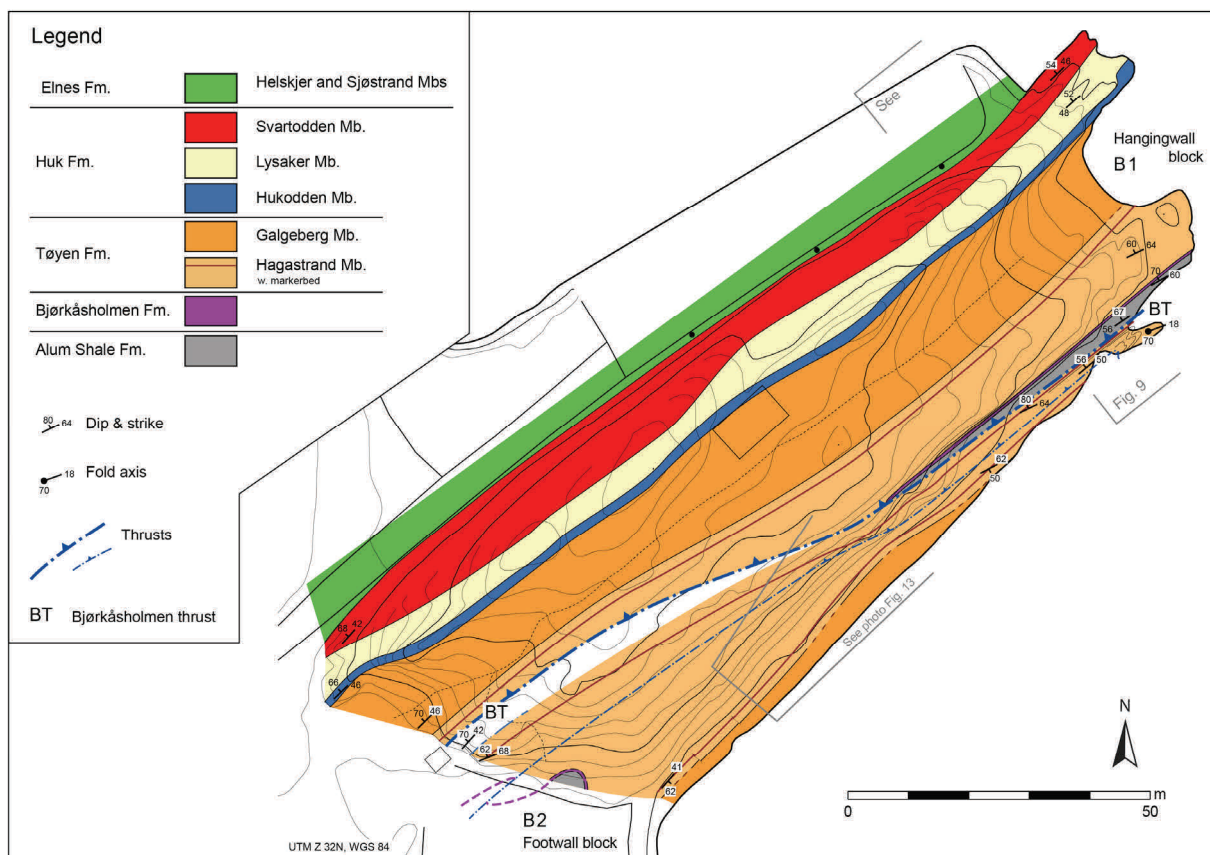 Legend
Elnes Fm.
Helskjer and Sjøstrand Mbs
Huk Fm.
Svartodden Mb.
Lysaker Mb.
Hukodden Mb.
Tøyen Fm.
Galgeberg Mb.
Hagastrand Mb.
w. markerbed
Bjørkåsholmen Fm.
Alum Shale Fm.
80 64 Dip & strike
18 Fold axis
70
Thrusts
BT Bjørkåsholmen thrust
See
54 46
52
48
Hangingwall
block
B1
60 64
70
60
BT
67
56
18
70
56 50
Fig. 9
80
64
62
50
See photo Fig. 13
68 42
66 46
70 46
BT
70 42
62 68
41
62
B2
Footwall block
UTM Z 32N, WGS 84
N
0 50 m